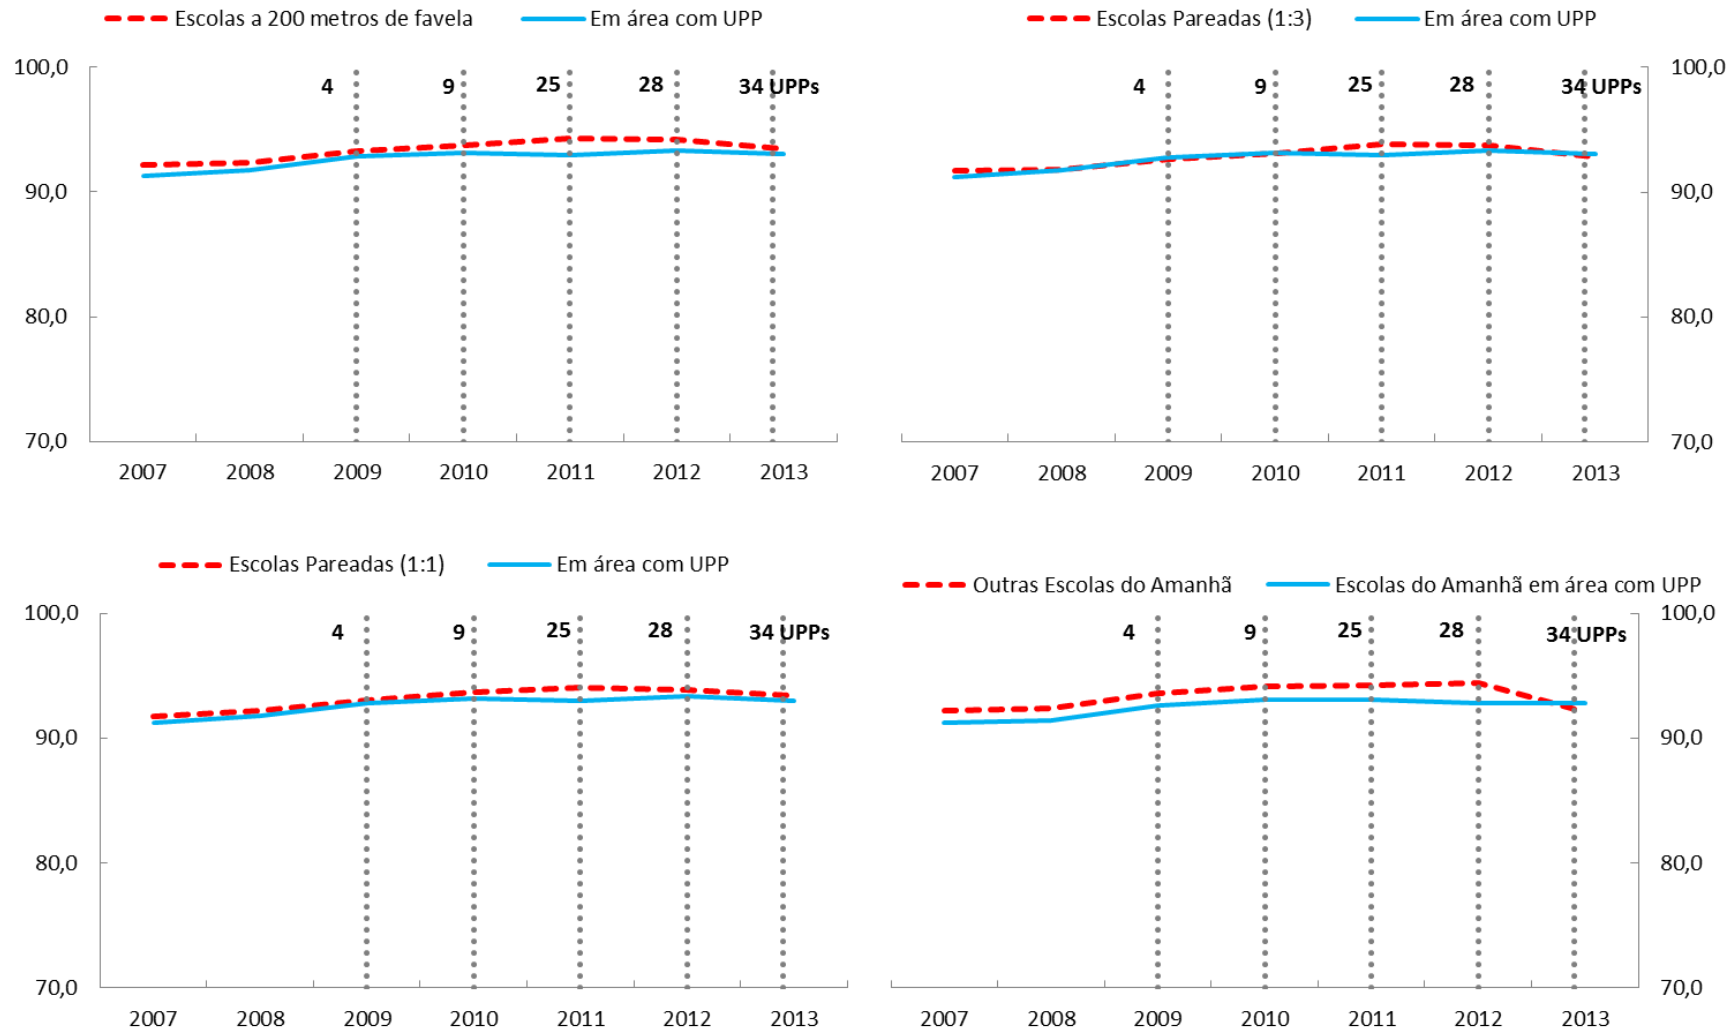 Escolas a 200 metros de favela Em área com UPP
100,0
4 9 25 28 34 UPPs
90,0
80,0
70,0
2007 2008 2009 2010 2011 2012 2013
Escolas Pareadas (1:3) Em área com UPP
100,0
4 9 25 28 34 UPPs
90,0
80,0
70,0
2007 2008 2009 2010 2011 2012 2013
Escolas Pareadas (1:1) Em área com UPP
100,0
4 9 25 28 34 UPPs
90,0
80,0
70,0
2007 2008 2009 2010 2011 2012 2013
Outras Escolas do Amanhã Escolas do Amanhã em área com UPP
100,0
4 9 25 28 34 UPPs
90,0
80,0
70,0
2007 2008 2009 2010 2011 2012 2013